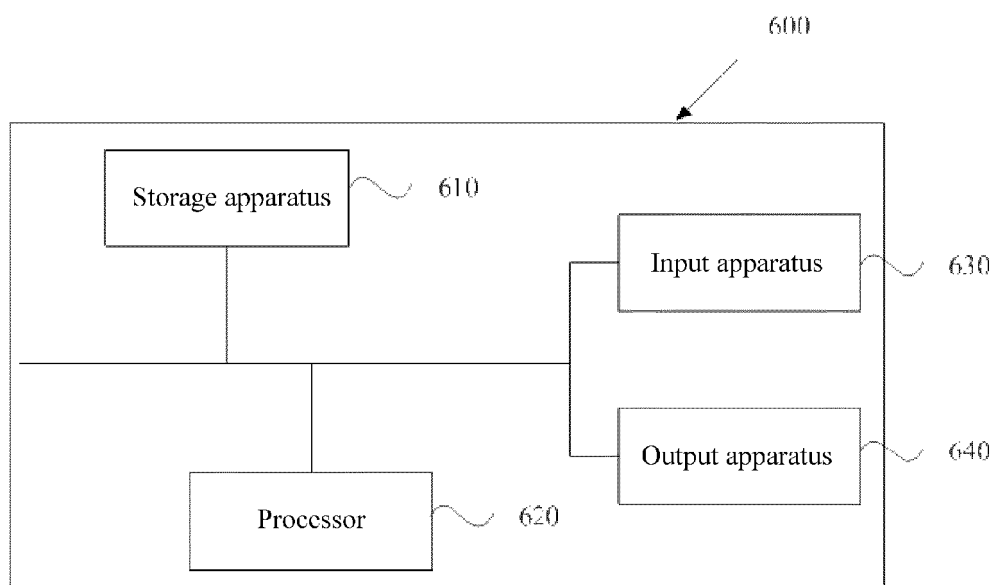 600
Storage apparatus
610
Input apparatus
630
Output apparatus
640
Processor
620